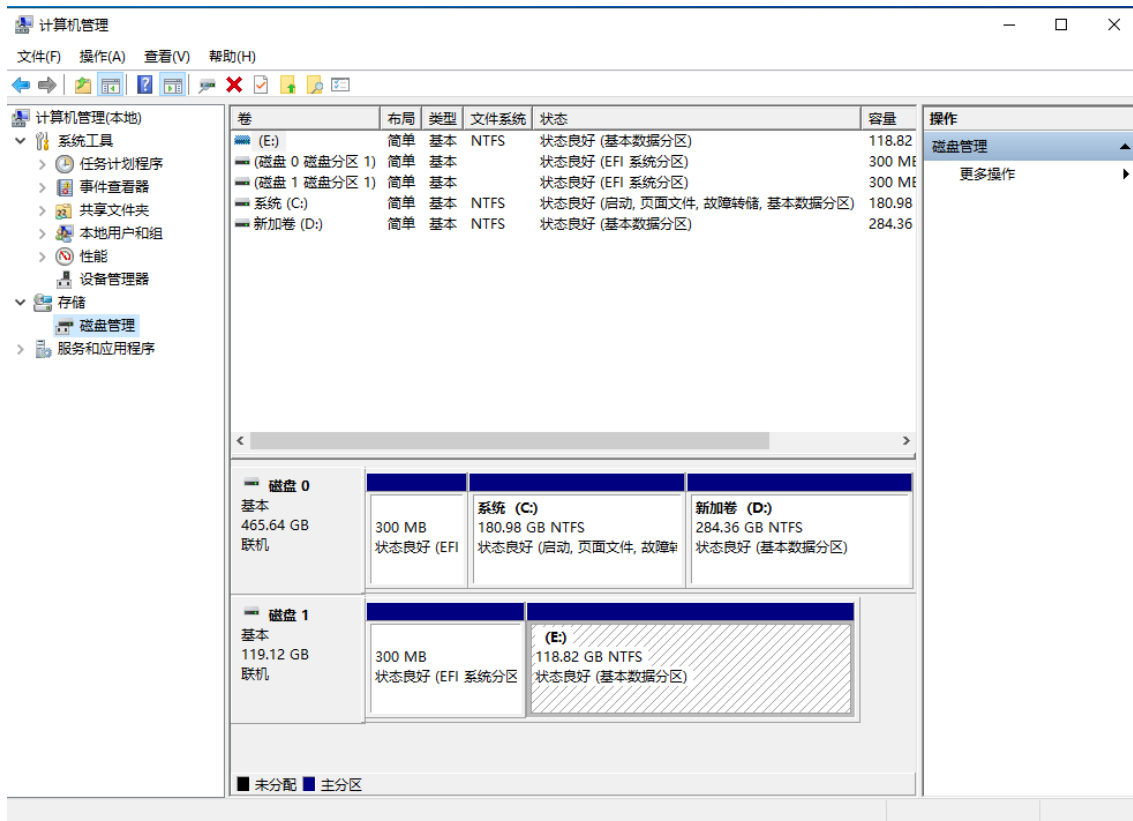 计算机管理
文件(F) 操作(A) 查看(V) 帮助(H)
计算机管理(本地)
系统工具
任务计划程序
事件查看器
共享文件夹
本地用户和组
性能
设备管理器
存储
磁盘管理
服务和应用程序
卷 布局 类型 文件系统 状态 容量
(E:) 简单 基本 NTFS 状态良好 (基本数据分区) 118.82
(磁盘 0 磁盘分区 1) 简单 基本 状态良好 (EFI 系统分区) 300 ME
(磁盘 1 磁盘分区 1) 简单 基本 状态良好 (EFI 系统分区) 300 ME
系统 (C:) 简单 基本 NTFS 状态良好 (启动, 页面文件, 故障转储, 基本数据分区) 180.98
新加卷 (D:) 简单 基本 NTFS 状态良好 (基本数据分区) 284.36
操作
磁盘管理
更多操作
磁盘 0
基本
465.64 GB
联机
300 MB
状态良好 (EFI
系统 (C:)
180.98 GB NTFS
状态良好 (启动, 页面文件, 故障
新加卷 (D:)
284.36 GB NTFS
状态良好 (基本数据分区)
磁盘 1
基本
119.12 GB
联机
300 MB
状态良好 (EFI 系统分区
(E:)
118.82 GB NTFS
状态良好 (基本数据分区)
未分配 主分区